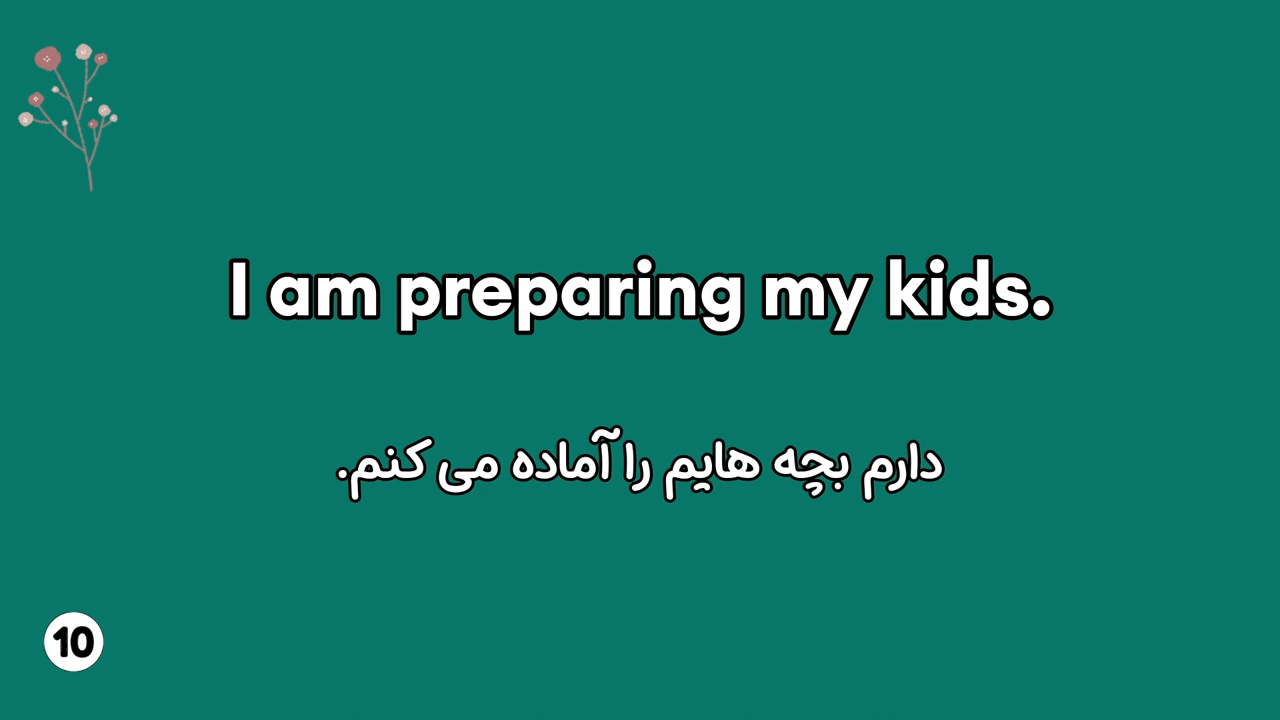 I am preparing my kids.
دارم بچه هایم را آماده می کنم.
10